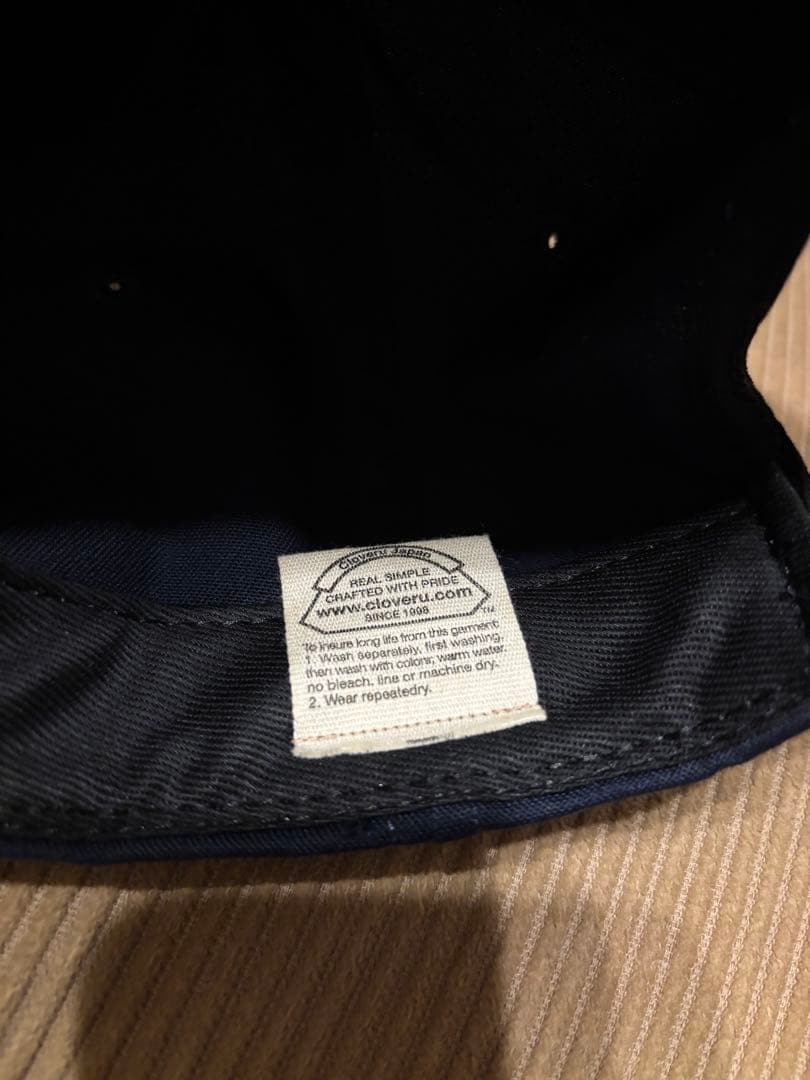 Cloveru Japan
REAL SIMPLE
CRAFTED WITH PRIDE
www.cloveru.com
SINCE 1998
TM
To insure long life from this garment:
1. Wash separately, first washing,
then wash with colors; warm water,
no bleach, line or machine dry.
2. Wear repeatedry.